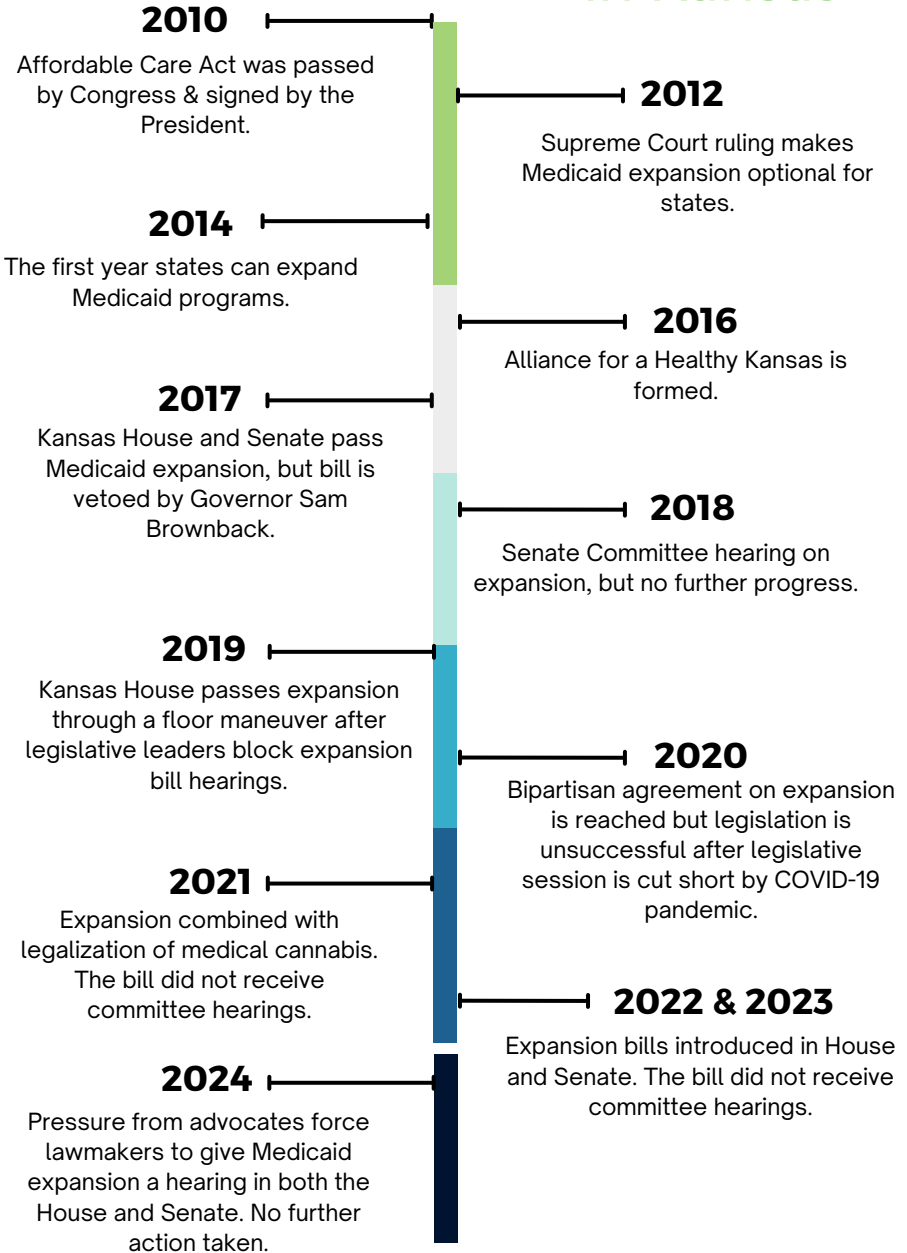 2010
Affordable Care Act was passed
by Congress & signed by the
President.
2012
Supreme Court ruling makes
Medicaid expansion optional for
states.
2014
The first year states can expand
Medicaid programs.
2016
Alliance for a Healthy Kansas is
formed.
2017
Kansas House and Senate pass
Medicaid expansion, but bill is
vetoed by Governor Sam
Brownback.
2018
Senate Committee hearing on
expansion, but no further progress.
2019
Kansas House passes expansion
through a floor maneuver after
legislative leaders block expansion
bill hearings.
2020
Bipartisan agreement on expansion
is reached but legislation is
unsuccessful after legislative
session is cut short by COVID-19
pandemic.
2021
Expansion combined with
legalization of medical cannabis.
The bill did not receive
committee hearings.
2022 & 2023
Expansion bills introduced in House
and Senate. The bill did not receive
committee hearings.
2024
Pressure from advocates force
lawmakers to give Medicaid
expansion a hearing in both the
House and Senate. No further
action taken.